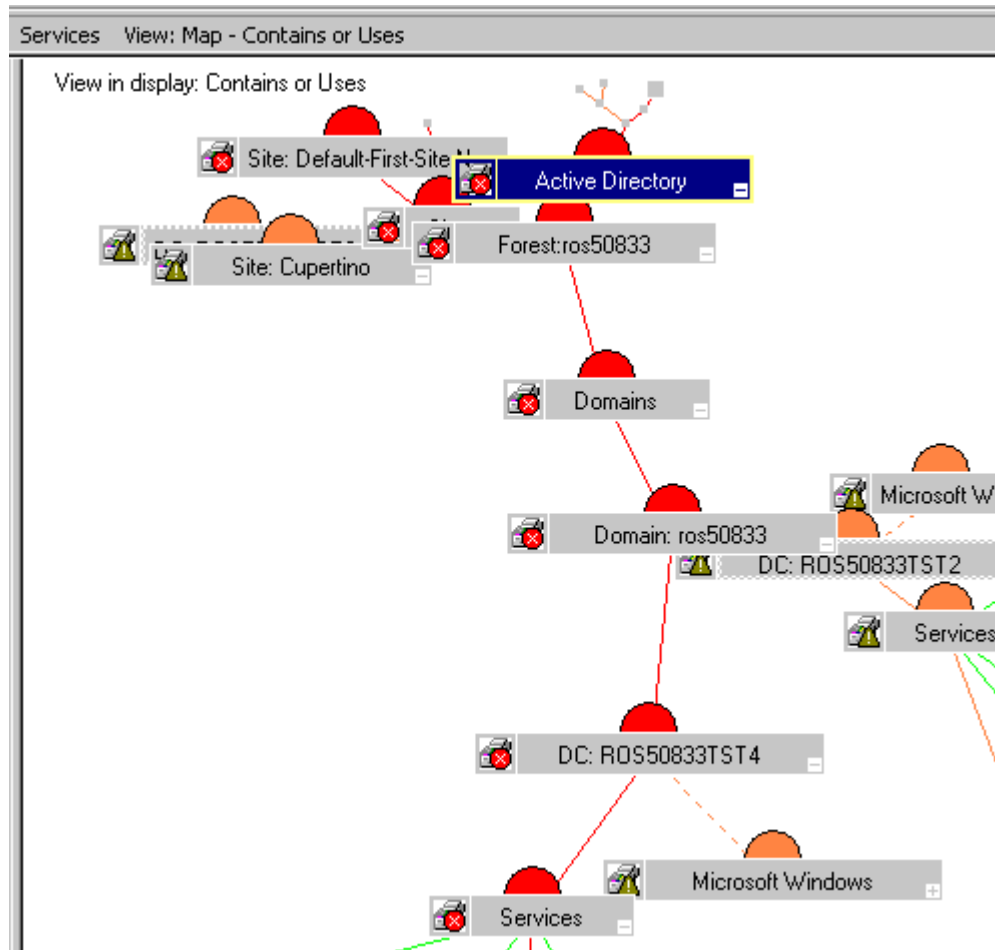 Services View: Map - Contains or Uses
View in display: Contains or Uses
Site: Default-First-Site
Active Directory
Forest:ros50833
Site: Cupertino
Domains
Microsoft W
Domain: ros50833
DC: ROS50833TST2
Services
DC: ROS50833TST4
Microsoft Windows
Services